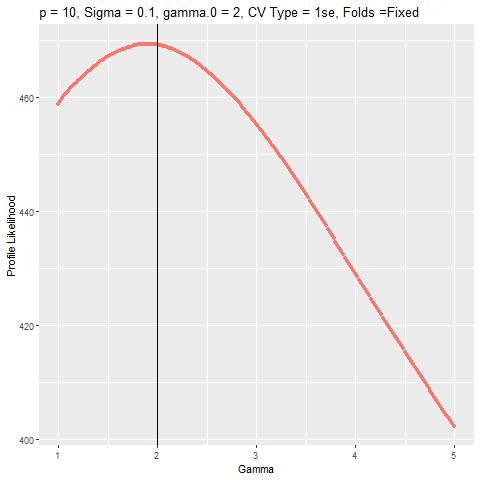 p = 10, Sigma = 0.1, gamma.0 = 2, CV Type = 1se, Folds =Fixed
Profile Likelihood
460
440
420
400
1 2 3 4 5
Gamma